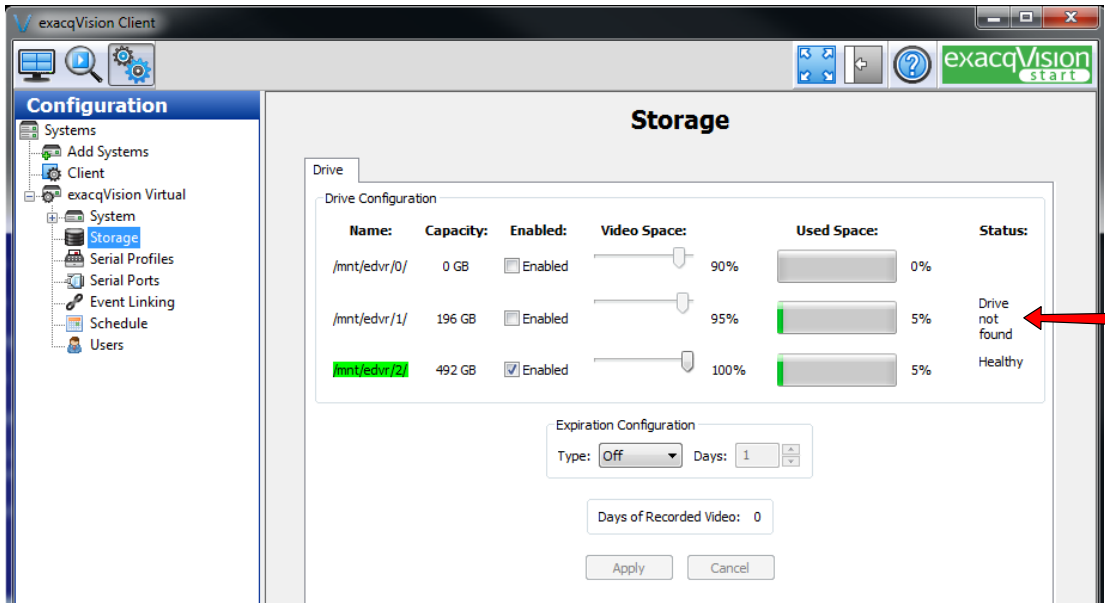 exacqVision Client
exacqVision
start
Configuration
Systems
Add Systems
Client
exacqVision Virtual
System
Storage
Serial Profiles
Serial Ports
Event Linking
Schedule
Users
Storage
Drive
Drive Configuration
Name: Capacity: Enabled: Video Space: Used Space: Status:
/mnt/edvr/0/ 0 GB Enabled 90% 0%
/mnt/edvr/1/ 196 GB Enabled 95% 5% Drive
not
found
/mnt/edvr/2/ 492 GB Enabled 100% 5% Healthy
Expiration Configuration
Type: Off Days: 1
Days of Recorded Video: 0
Apply Cancel